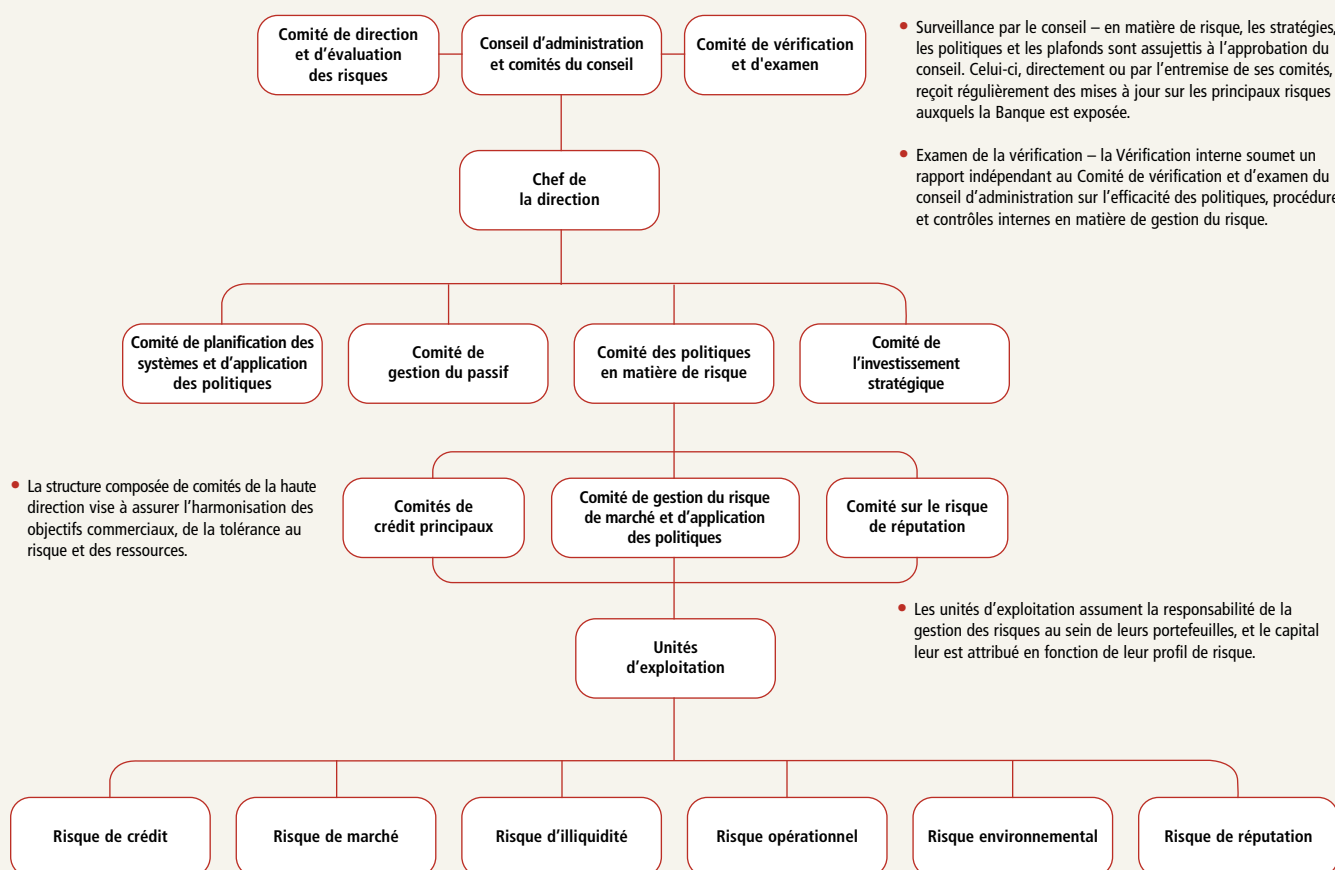 Comité de direction
et d'évaluation
des risques
Conseil d'administration
et comités du conseil
Comité de vérification
et d'examen
• Surveillance par le conseil – en matière de risque, les stratégies,
les politiques et les plafonds sont assujettis à l'approbation du
conseil. Celui-ci, directement ou par l'entremise de ses comités,
reçoit régulièrement des mises à jour sur les principaux risques
auxquels la Banque est exposée.
• Examen de la vérification – la Vérification interne soumet un
rapport indépendant au Comité de vérification et d'examen du
conseil d'administration sur l'efficacité des politiques, procédure
et contrôles internes en matière de gestion du risque.
Chef de
la direction
Comité de planification des
systèmes et d'application
des politiques
Comité de
gestion du passif
Comité des politiques
en matière de risque
Comité de
l'investissement
stratégique
• La structure composée de comités de la haute
direction vise à assurer l'harmonisation des
objectifs commerciaux, de la tolérance au
risque et des ressources.
Comités de
crédit principaux
Comité de gestion du risque
de marché et d'application
des politiques
Comité sur le risque
de réputation
• Les unités d'exploitation assument la responsabilité de la
gestion des risques au sein de leurs portefeuilles, et le capital
leur est attribué en fonction de leur profil de risque.
Unités
d'exploitation
Risque de crédit
Risque de marché
Risque d'illiquidité
Risque opérationnel
Risque environnemental
Risque de réputation